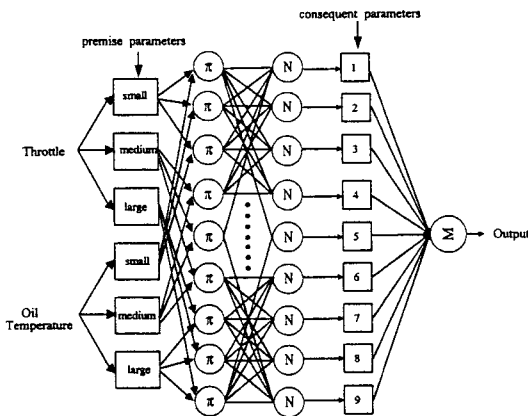 consequent parameters
premise parameters
π N 1
small
π N 2
medium
π N 3
Throttle
large
π N 4
small
π N 5
Σ Output
medium
π N 6
Oil
Temperature
large
π N 7
π N 8
π N 9